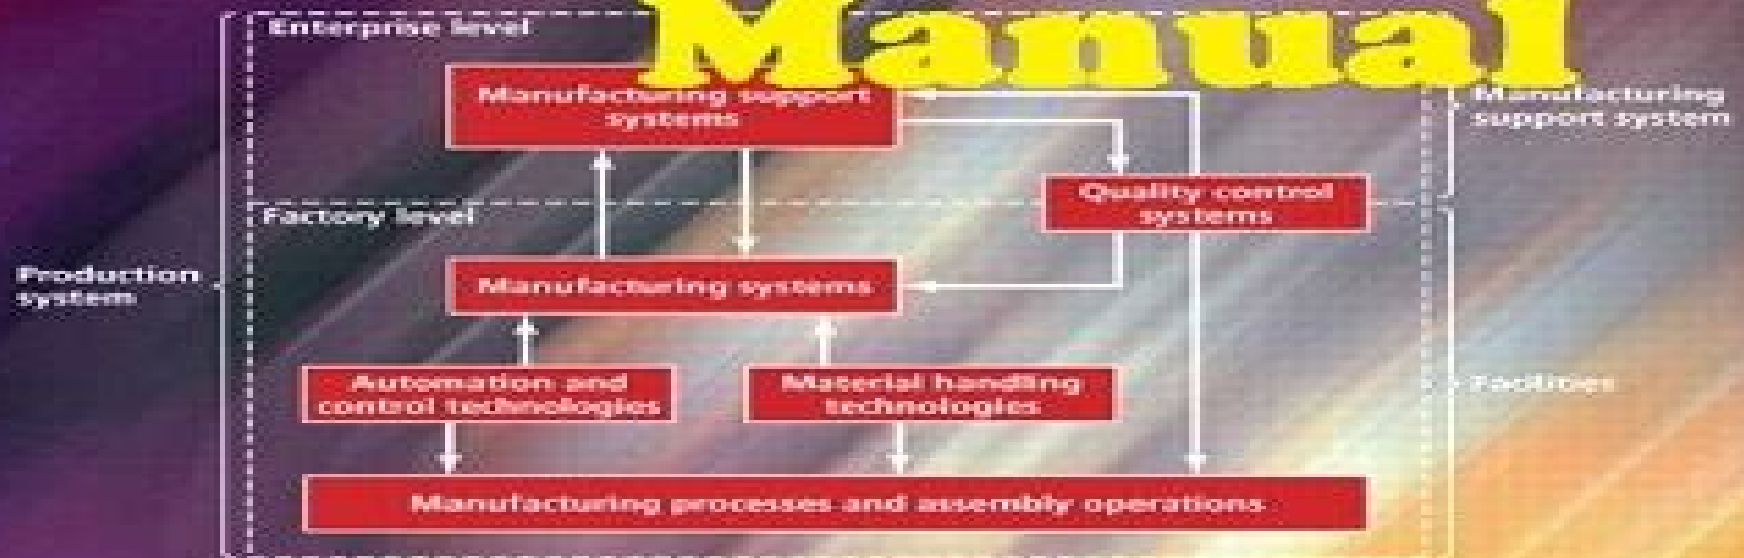 Manual
Enterprise level
Manufacturing support
systems
Manufacturing
support system
Quality control
systems
Factory level
Production
system
Manufacturing systems
Automation and
control technologies
Material handling
technologies
Facilities
Manufacturing processes and assembly operations